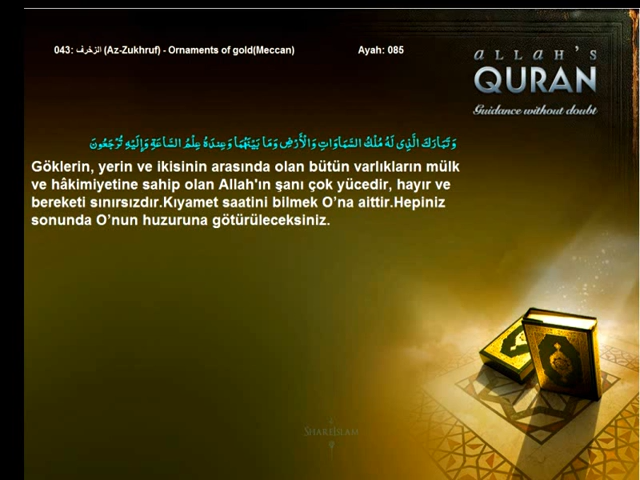 043: الزخرف (Az-Zukhruf) - Ornaments of gold(Meccan) Ayah: 085
ALLAH'S
QURAN
Guidance without doubt
وَتَبَارَكَ الَّذِي لَهُ مُلْكُ السَّمَاوَاتِ وَالْأَرْضِ وَمَا بَيْنَهُمَا وَعِندَهُ عِلْمُ السَّاعَةِ وَإِلَيْهِ تُرْجَعُونَ
Göklerin, yerin ve ikisinin arasında olan bütün varlıkların mülk
ve hâkimiyetine sahip olan Allah'ın şanı çok yücedir, hayır ve
bereketi sınırsızdır.Kıyamet saatini bilmek O’na aittir.Hepiniz
sonunda O’nun huzuruna götürüleceksiniz.
SHAREISLAM